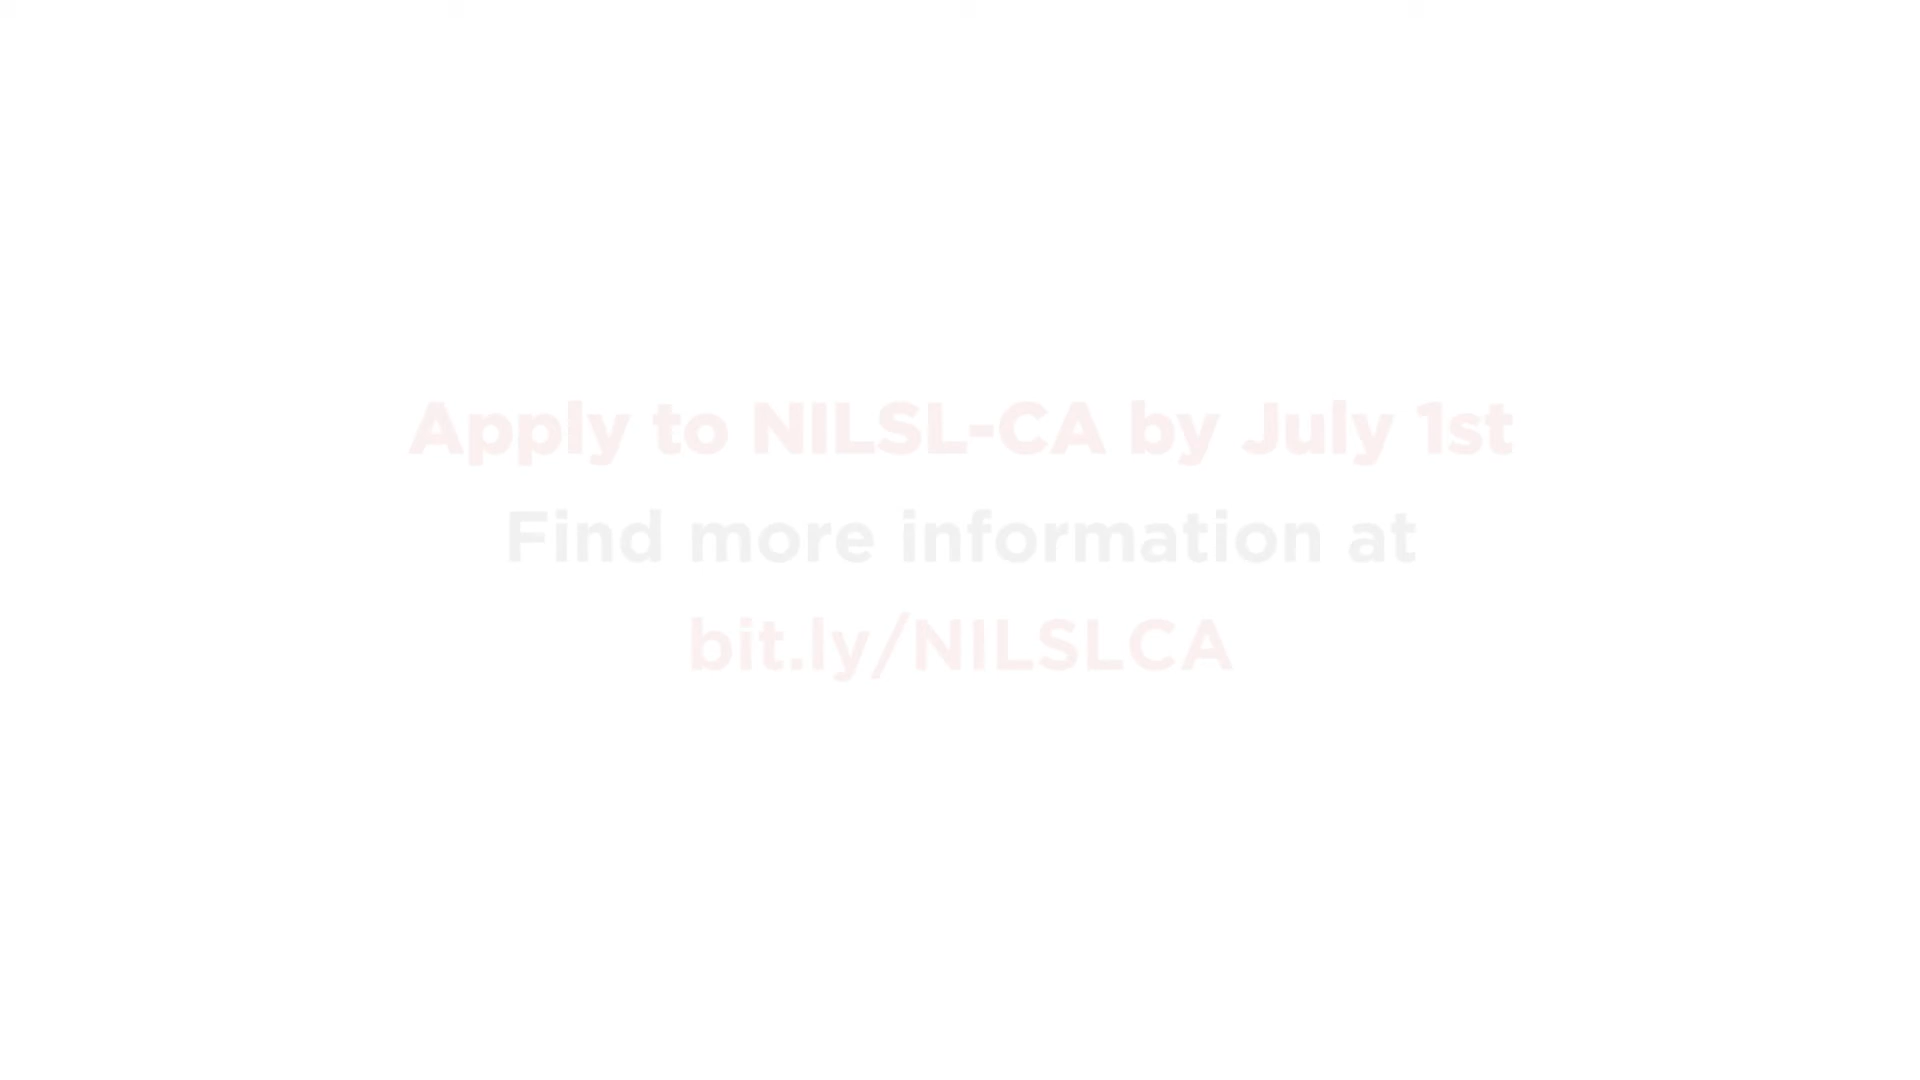 Apply to NILSL-CA by July 1st
Find more information at
bit.ly/NILSLCA